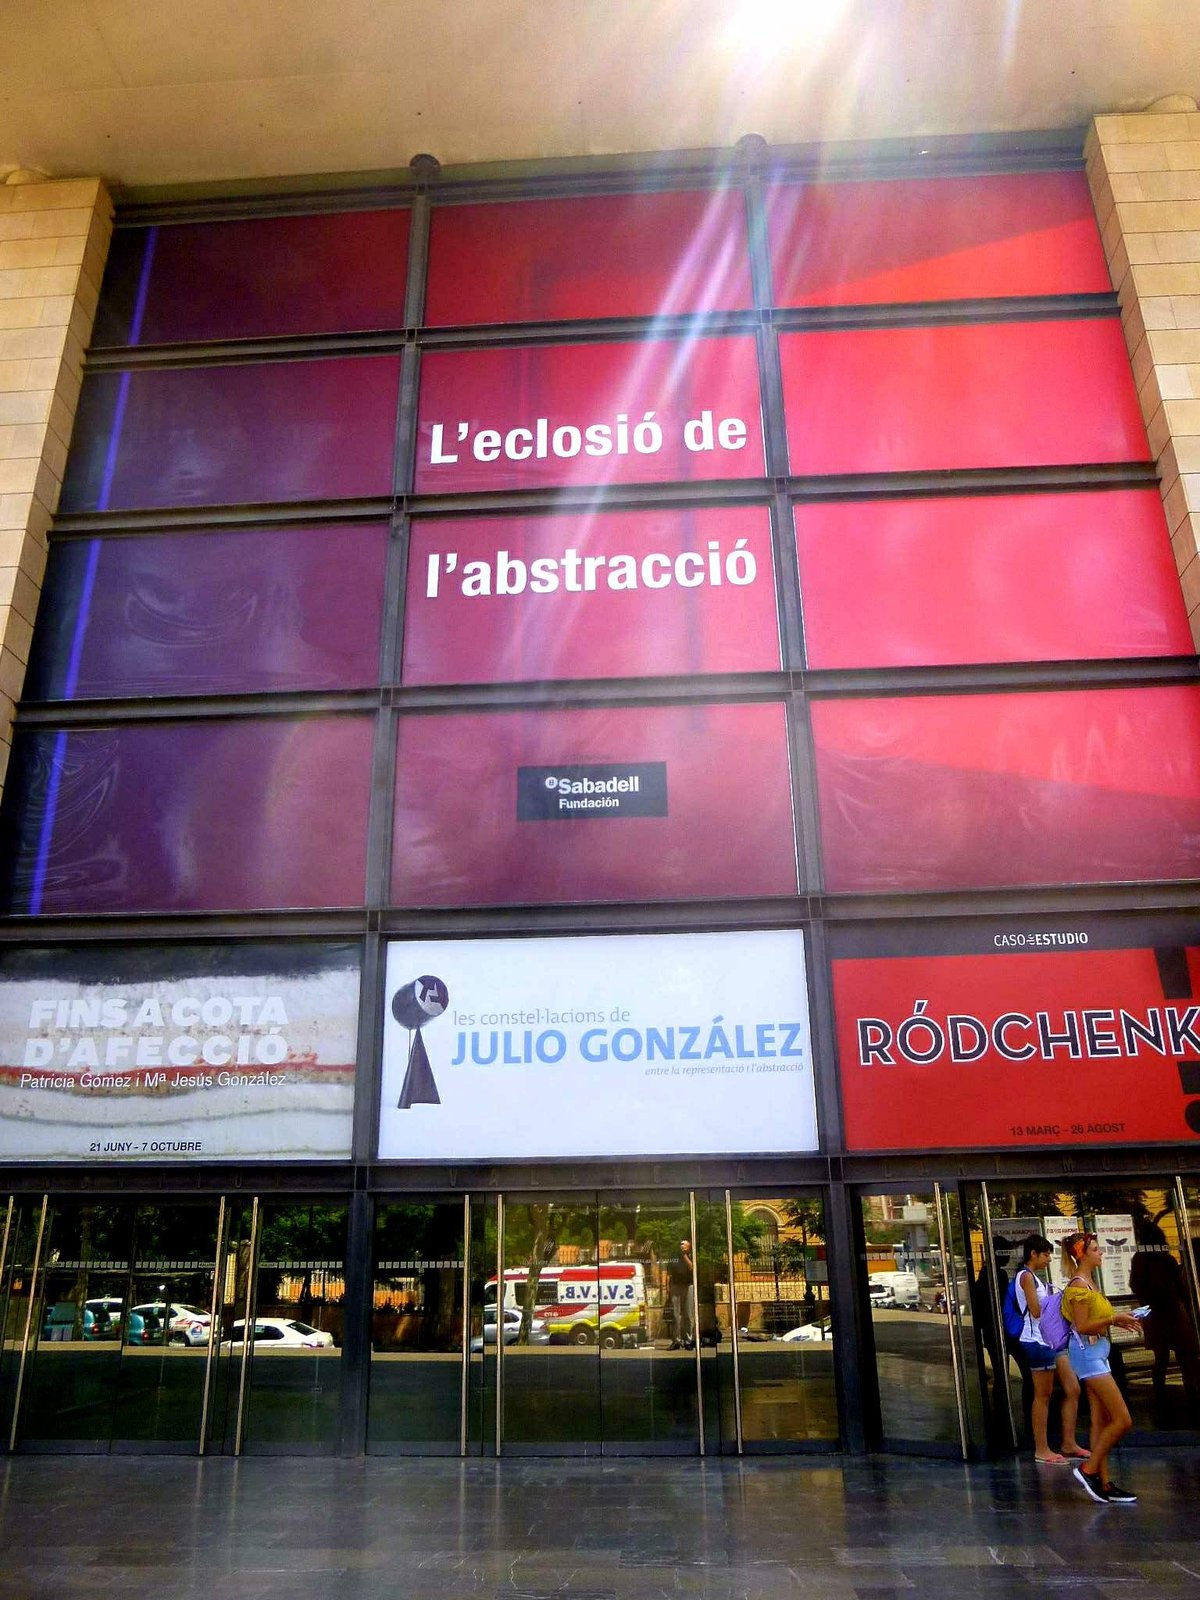 L'eclosió de
l'abstracció
Sabadell
Fundación
CASO de ESTUDIO
FINS A COTA
D'AFECCIÓ
Patricia Gómez i Mª Jesús González
21 JUNY - 7 OCTUBRE
les constel·lacions de
JULIO GONZÁLEZ
entre la representació i l'abstracció
RÓDCHENK
13 MARÇ - 26 AGOST
S.V.B.